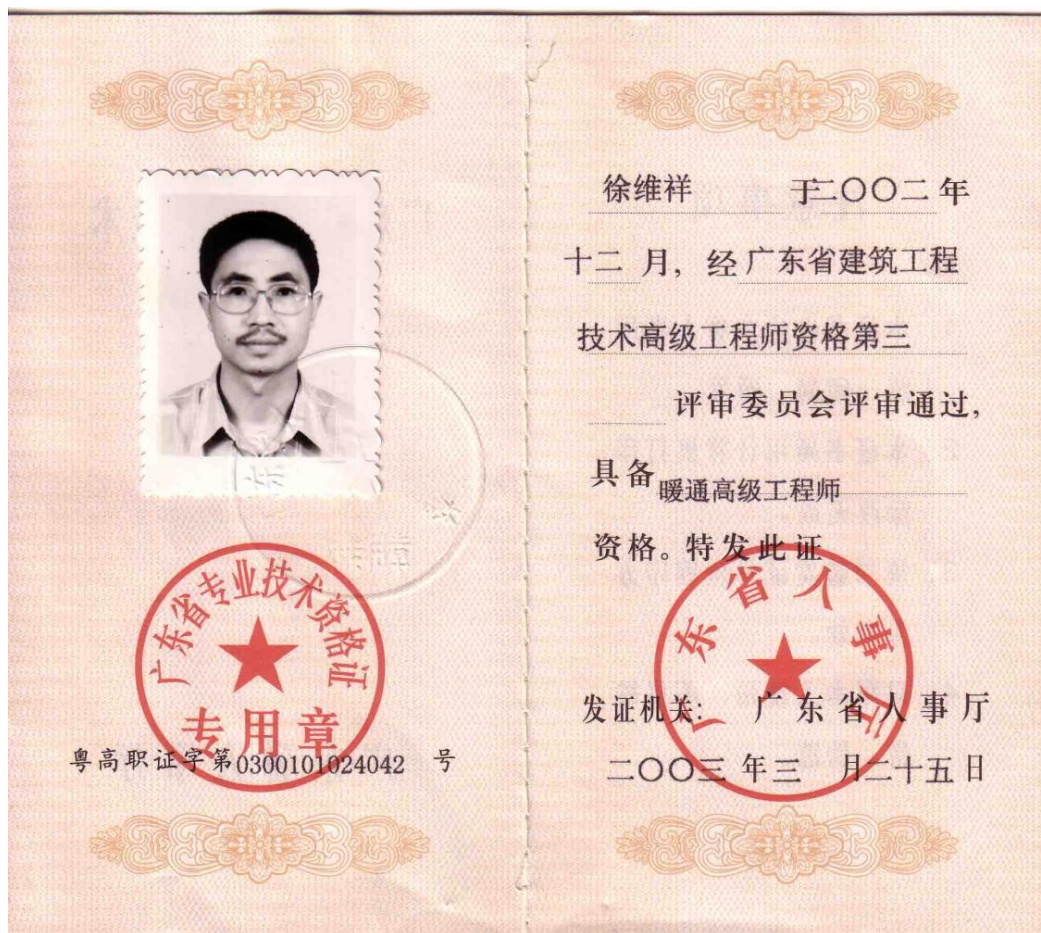 广东省专业技术资格证
专用章
粤高职证字第0300101024042 号
徐维祥 于二〇〇二年
十二 月，经广东省建筑工程
技术高级工程师资格第三
评审委员会评审通过，
具备暖通高级工程师
资格。特发此证
广东省人事厅
发证机关： 广东省人事厅
二〇〇三 年三 月二十五日